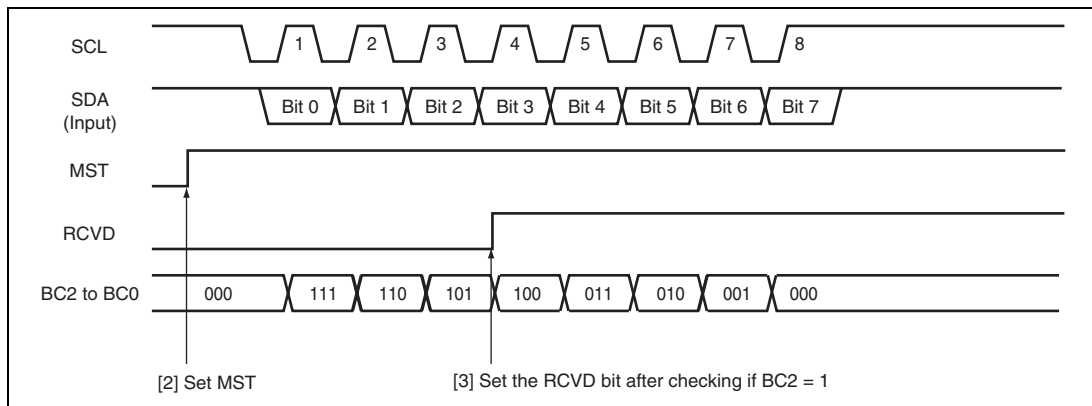 SCL 1 2 3 4 5 6 7 8
SDA
(Input) Bit 0 Bit 1 Bit 2 Bit 3 Bit 4 Bit 5 Bit 6 Bit 7
MST
RCVD
BC2 to BC0 000 111 110 101 100 011 010 001 000
[2] Set MST [3] Set the RCVD bit after checking if BC2 = 1